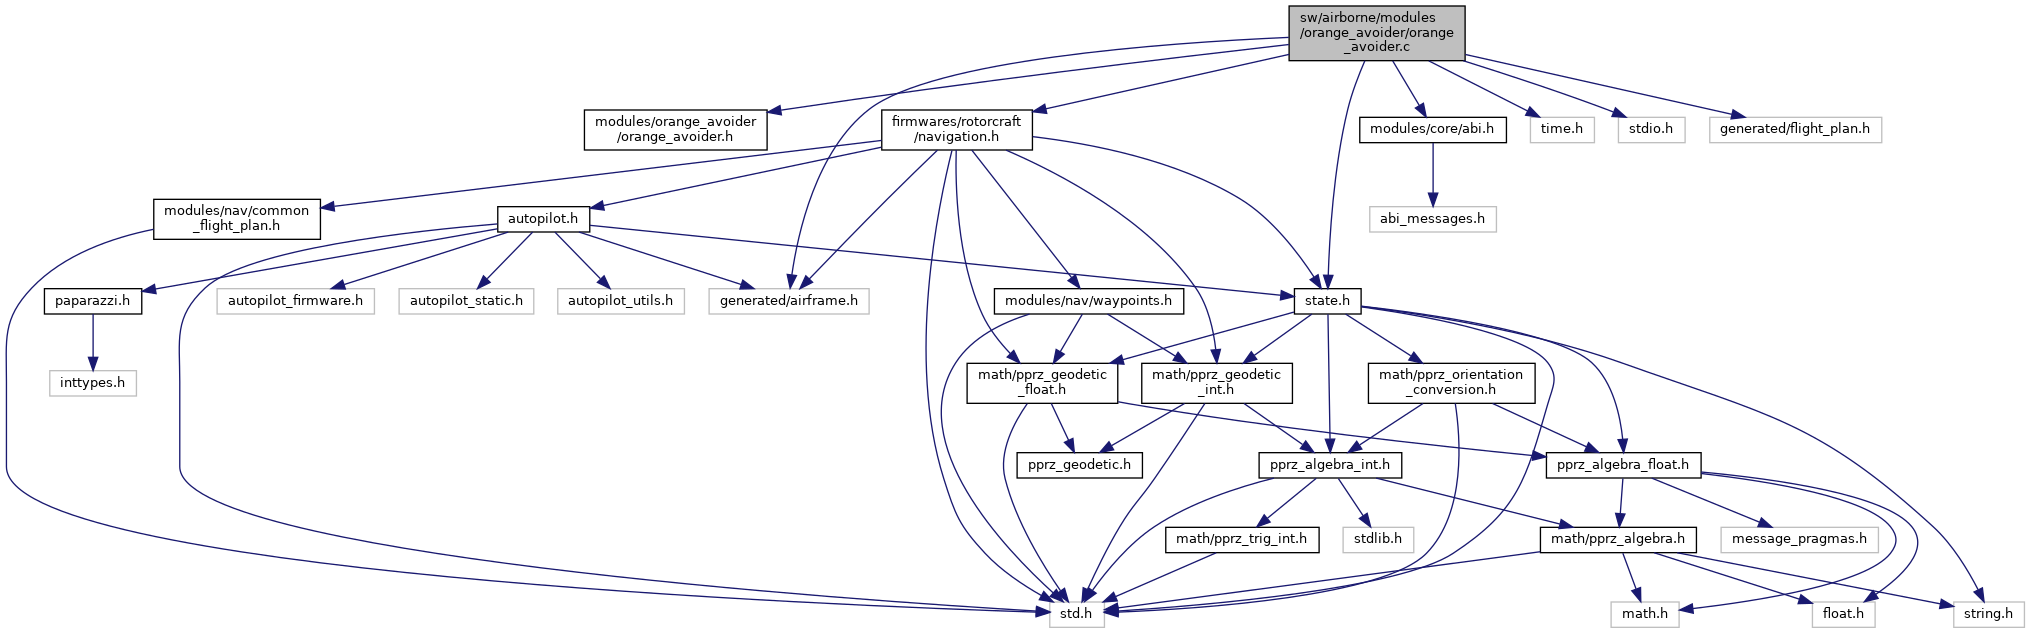 sw/airborne/modules
/orange_avoider/orange
_avoider.c
modules/orange_avoider
/orange_avoider.h
firmwares/rotorcraft
/navigation.h
modules/core/abi.h
time.h
stdio.h
generated/flight_plan.h
modules/nav/common
_flight_plan.h
autopilot.h
abi_messages.h
paparazzi.h
autopilot_firmware.h
autopilot_static.h
autopilot_utils.h
generated/airframe.h
modules/nav/waypoints.h
state.h
inttypes.h
math/pprz_geodetic
_float.h
math/pprz_geodetic
_int.h
math/pprz_orientation
_conversion.h
pprz_geodetic.h
pprz_algebra_int.h
pprz_algebra_float.h
math/pprz_trig_int.h
stdlib.h
math/pprz_algebra.h
message_pragmas.h
std.h
math.h
float.h
string.h